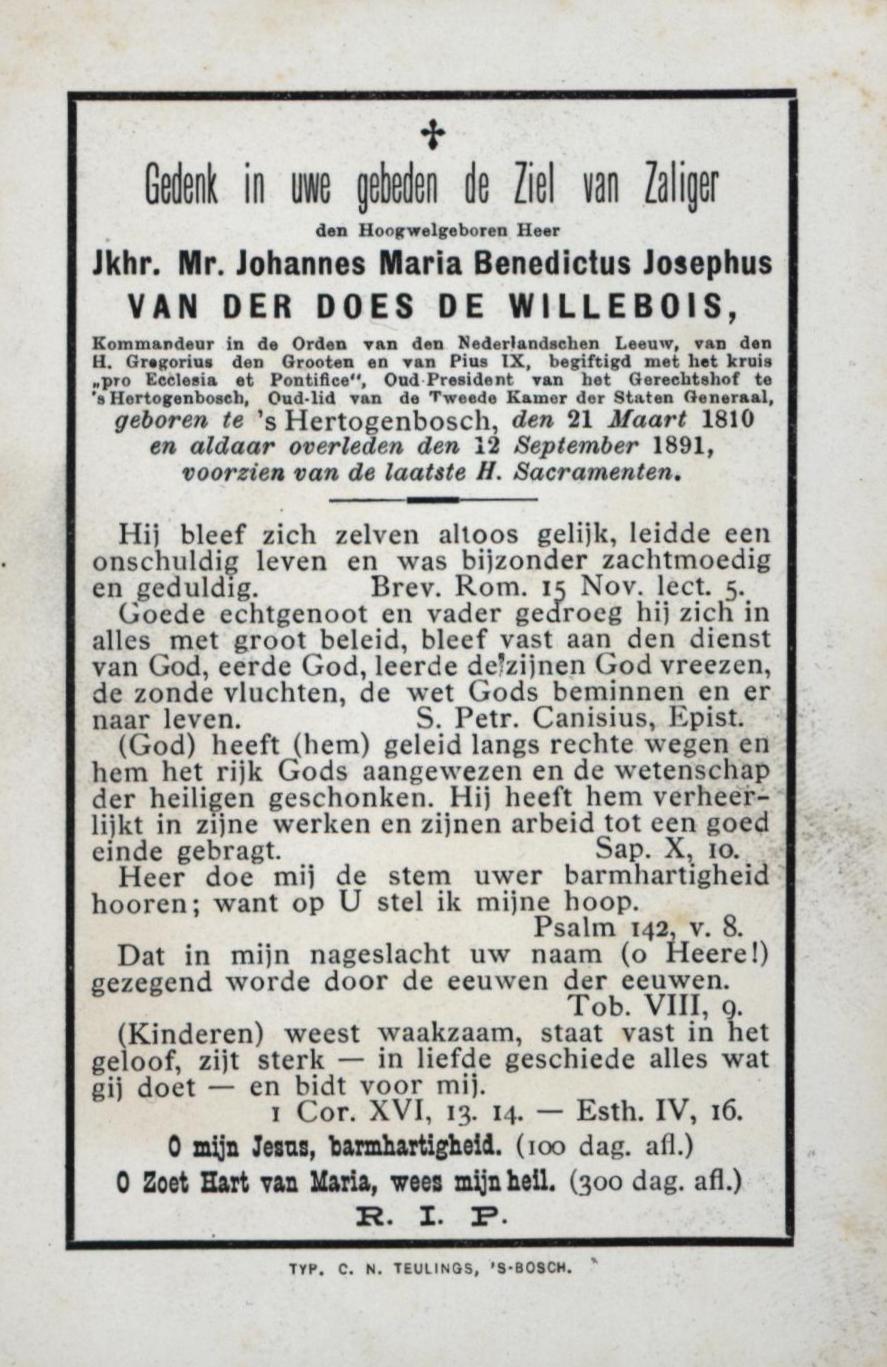 ✝
Gedenk in uwe gebeden de Ziel van Zaliger
den Hoogwelgeboren Heer
Jkhr. Mr. Johannes Maria Benedictus Josephus
VAN DER DOES DE WILLEBOIS,
Kommandeur in de Orden van den Nederlandschen Leeuw, van den
H. Gregorius den Grooten en van Pius IX, begiftigd met het kruis
„pro Ecclesia et Pontifice“, Oud-President van het Gerechtshof te
's Hertogenbosch, Oud-lid van de Tweede Kamer der Staten Generaal,
geboren te 's Hertogenbosch, den 21 Maart 1810
en aldaar overleden den 12 September 1891,
voorzien van de laatste H. Sacramenten.
Hij bleef zich zelven altoos gelijk, leidde een
onschuldig leven en was bijzonder zachtmoedig
en geduldig. Brev. Rom. 15 Nov. lect. 5.
Goede echtgenoot en vader gedroeg hij zich in
alles met groot beleid, bleef vast aan den dienst
van God, eerde God, leerde de zijnen God vreezen,
de zonde vluchten, de wet Gods beminnen en er
naar leven. S. Petr. Canisius, Epist.
(God) heeft (hem) geleid langs rechte wegen en
hem het rijk Gods aangewezen en de wetenschap
der heiligen geschonken. Hij heeft hem verheer-
lijkt in zijne werken en zijnen arbeid tot een goed
einde gebragt. Sap. X, 10.
Heer doe mij de stem uwer barmhartigheid
hooren; want op U stel ik mijne hoop.
Psalm 142, v. 8.
Dat in mijn nageslacht uw naam (o Heere!)
gezegend worde door de eeuwen der eeuwen.
Tob. VIII, 9.
(Kinderen) weest waakzaam, staat vast in het
geloof, zijt sterk — in liefde geschiede alles wat
gij doet — en bidt voor mij.
1 Cor. XVI, 13. 14. — Esth. IV, 16.
O mijn Jesus, barmhartigheid. (100 dag. afl.)
O Zoet Hart van Maria, wees mijn heil. (300 dag. afl.)
R. I. P.
TYP. C. N. TEULINGS, 'S-BOSCH.